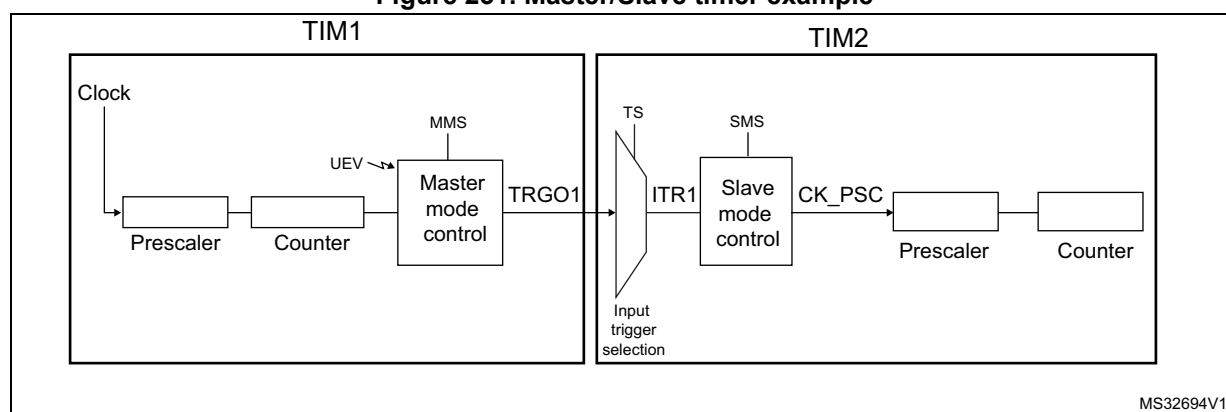 Figure 251. Master/Slave timer example
TIM1
TIM2
Clock
MMS
UEV
Master
mode
control
TRGO1
Prescaler
Counter
TS
SMS
ITR1
Slave
mode
control
CK_PSC
Prescaler
Counter
Input
trigger
selection
MS32694V1